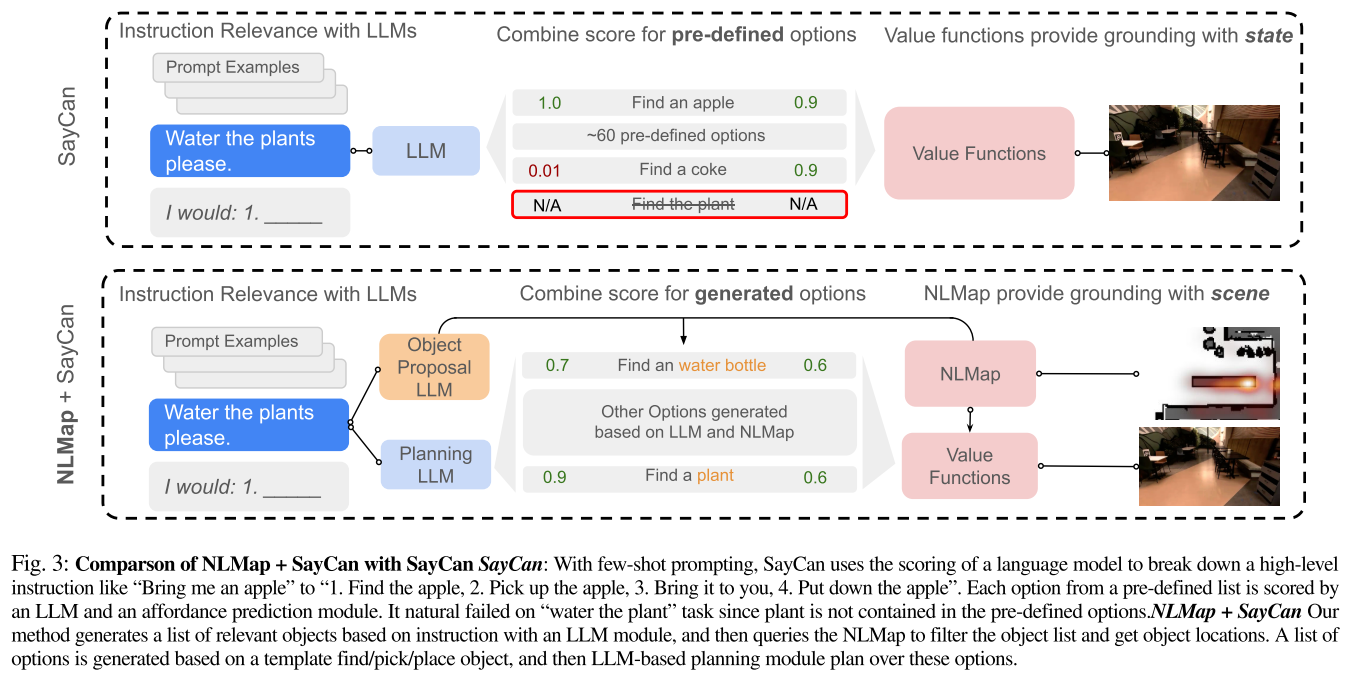 Instruction Relevance with LLMs
Combine score for pre-defined options
Value functions provide grounding with state
SayCan
Prompt Examples
Water the plants
please.
I would: 1. _____
LLM
1.0 Find an apple 0.9
~60 pre-defined options
0.01 Find a coke 0.9
N/A Find the plant N/A
Value Functions
Instruction Relevance with LLMs
Combine score for generated options
NLMap provide grounding with scene
NLMap + SayCan
Prompt Examples
Water the plants
please.
I would: 1. _____
Object
Proposal
LLM
Planning
LLM
0.7 Find an water bottle 0.6
Other Options generated
based on LLM and NLMap
0.9 Find a plant 0.6
NLMap
Value
Functions
Fig. 3: Comparison of NLMap + SayCan with SayCan SayCan: With few-shot prompting, SayCan uses the scoring of a language model to break down a high-level
instruction like “Bring me an apple” to “1. Find the apple, 2. Pick up the apple, 3. Bring it to you, 4. Put down the apple”. Each option from a pre-defined list is scored by
an LLM and an affordance prediction module. It natural failed on “water the plant” task since plant is not contained in the pre-defined options.NLMap + SayCan Our
method generates a list of relevant objects based on instruction with an LLM module, and then queries the NLMap to filter the object list and get object locations. A list of
options is generated based on a template find/pick/place object, and then LLM-based planning module plan over these options.